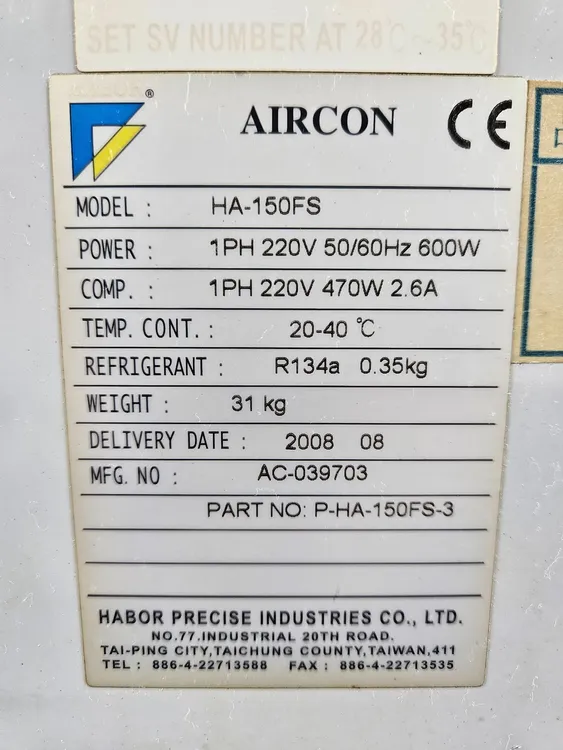 SET SV NUMBER AT 28℃~35℃
HABOR ®
AIRCON CE
MODEL : HA-150FS
POWER : 1PH 220V 50/60Hz 600W
COMP. : 1PH 220V 470W 2.6A
TEMP. CONT. : 20-40 ℃
REFRIGERANT : R134a 0.35kg
WEIGHT : 31 kg
DELIVERY DATE : 2008 08
MFG. NO : AC-039703
PART NO: P-HA-150FS-3
HABOR PRECISE INDUSTRIES CO., LTD.
NO.77.INDUSTRIAL 20TH ROAD.
TAI-PING CITY,TAICHUNG COUNTY,TAIWAN,411
TEL : 886-4-22713588 FAX : 886-4-22713535